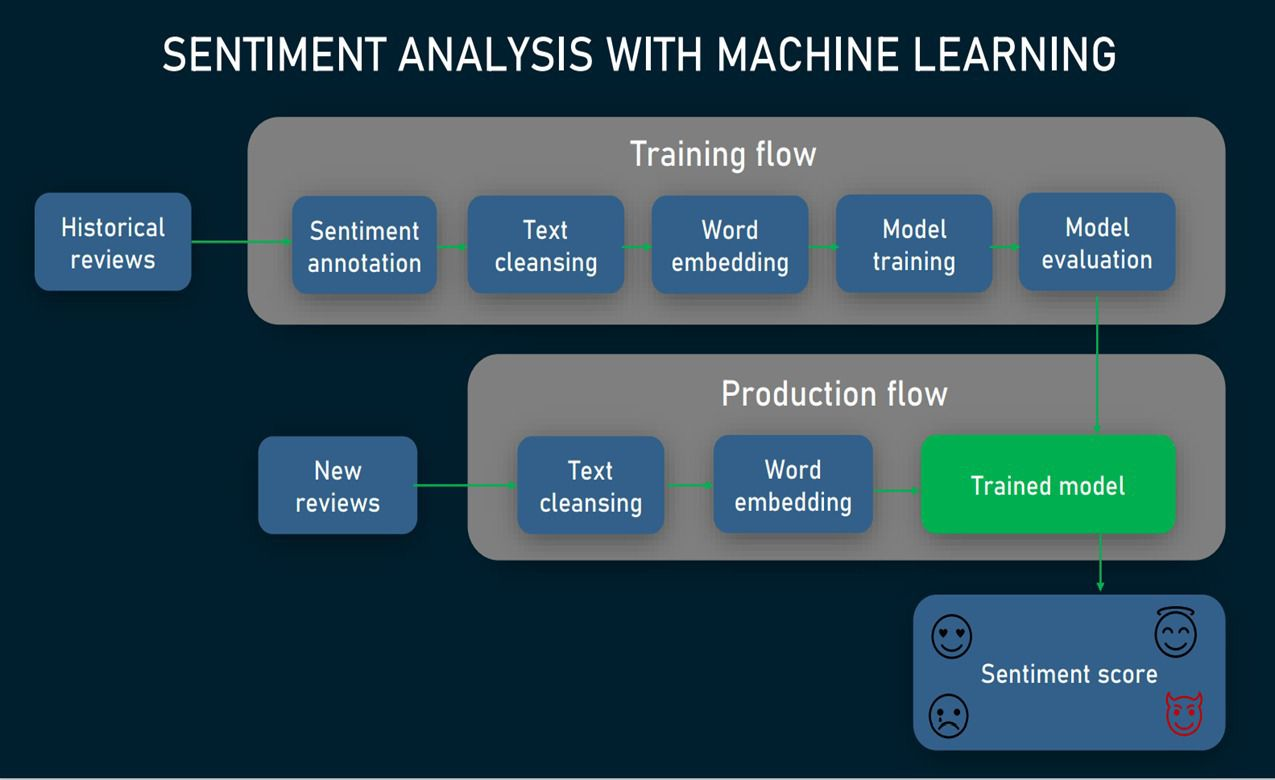 SENTIMENT ANALYSIS WITH MACHINE LEARNING
Training flow
Historical
reviews
Sentiment
annotation
Text
cleansing
Word
embedding
Model
training
Model
evaluation
Production flow
New
reviews
Text
cleansing
Word
embedding
Trained model
Sentiment score